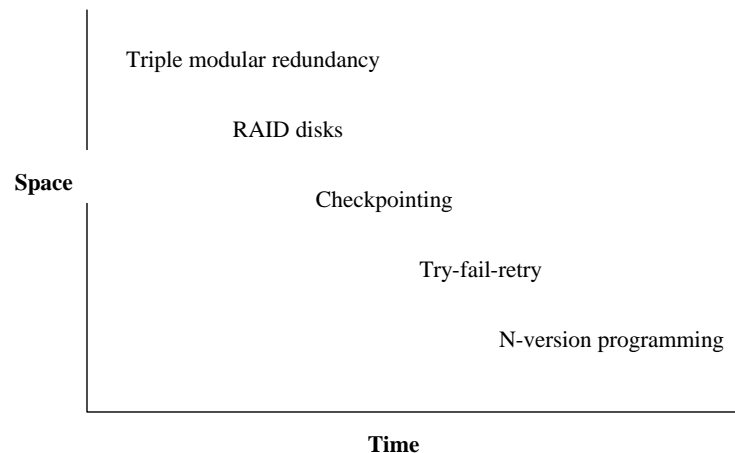 Triple modular redundancy
RAID disks
Space
Checkpointing
Try-fail-retry
N-version programming
Time